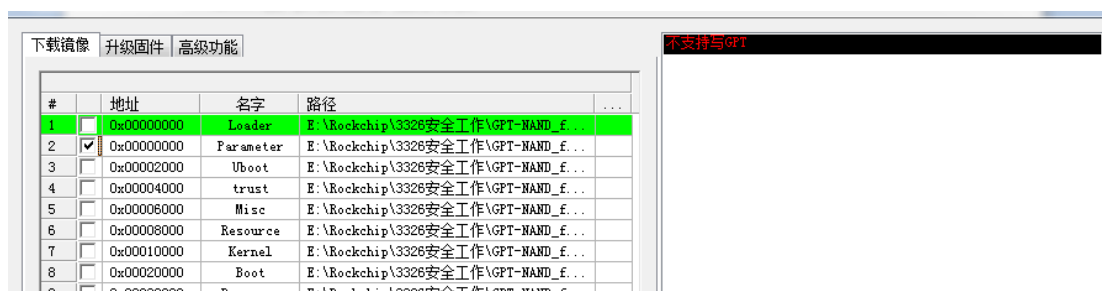 下载镜像 升级固件 高级功能
不支持写GPT
# 地址 名字 路径 ...
1 0x00000000 Loader E:\Rockchip\3326安全工作\GPT-NAND_f...
2 0x00000000 Parameter E:\Rockchip\3326安全工作\GPT-NAND_f...
3 0x00002000 Uboot E:\Rockchip\3326安全工作\GPT-NAND_f...
4 0x00004000 trust E:\Rockchip\3326安全工作\GPT-NAND_f...
5 0x00006000 Misc E:\Rockchip\3326安全工作\GPT-NAND_f...
6 0x00008000 Resource E:\Rockchip\3326安全工作\GPT-NAND_f...
7 0x00010000 Kernel E:\Rockchip\3326安全工作\GPT-NAND_f...
8 0x00020000 Boot E:\Rockchip\3326安全工作\GPT-NAND_f...